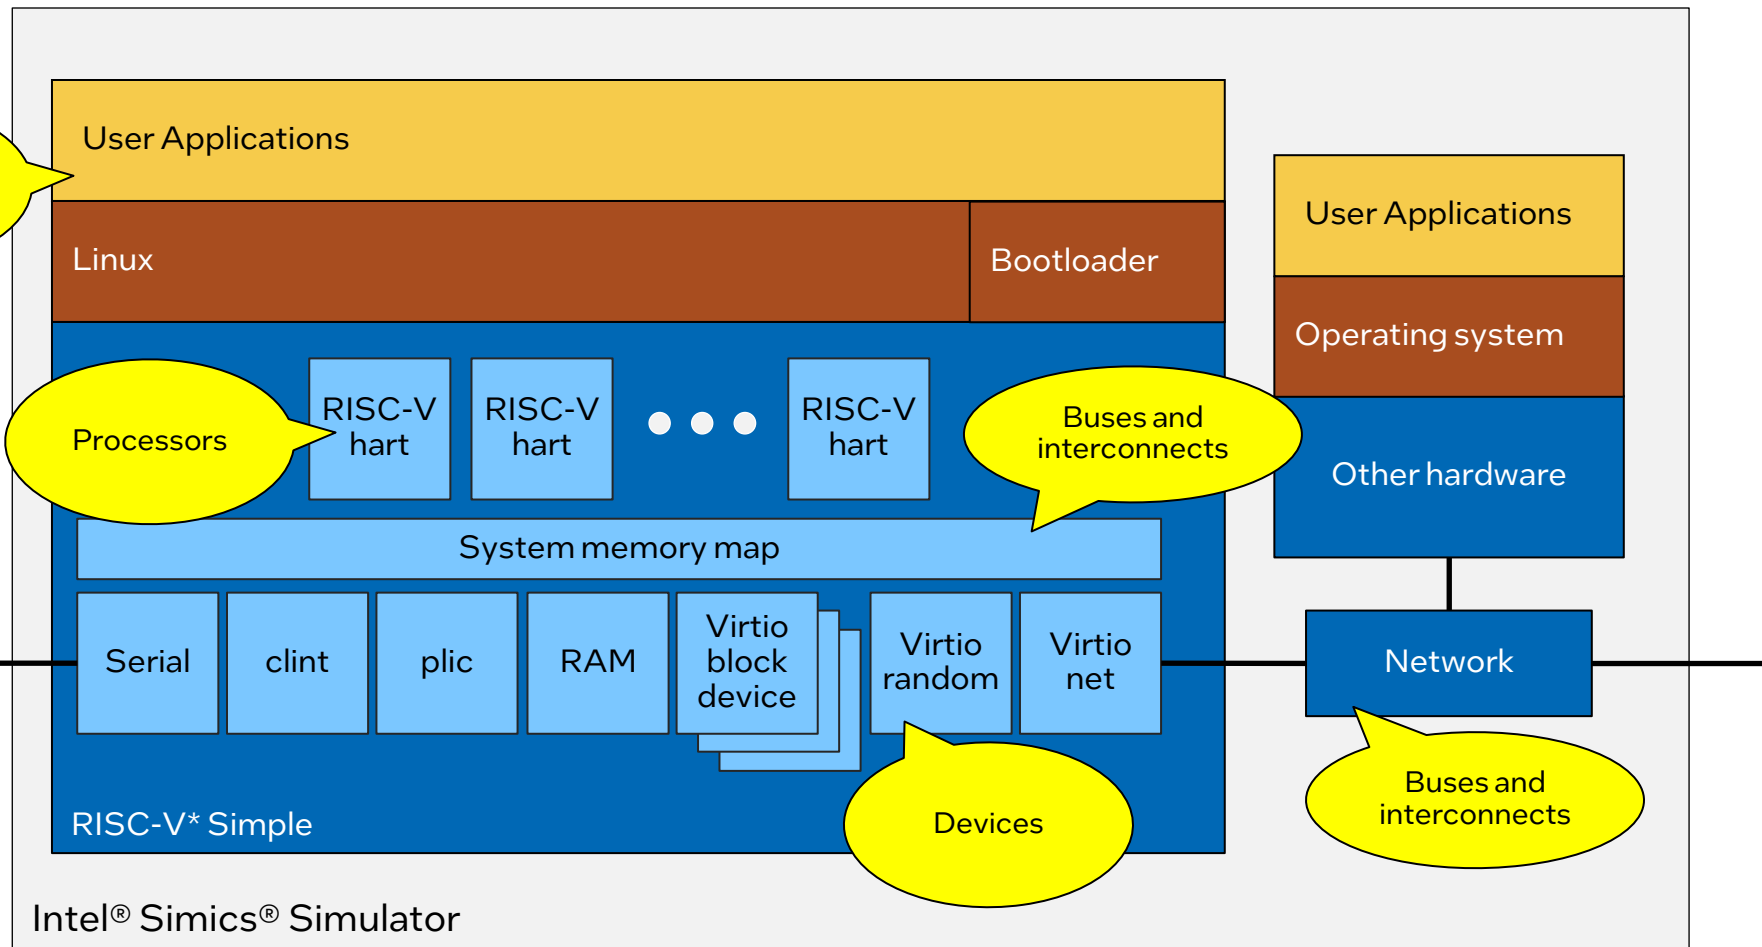 User Applications
Linux
Bootloader
Processors
RISC-V
hart
RISC-V
hart
RISC-V
hart
Buses and
interconnects
System memory map
Serial
clint
plic
RAM
Virtio
block
device
Virtio
random
Virtio
net
Devices
RISC-V* Simple
User Applications
Operating system
Other hardware
Network
Buses and
interconnects
Intel® Simics® Simulator